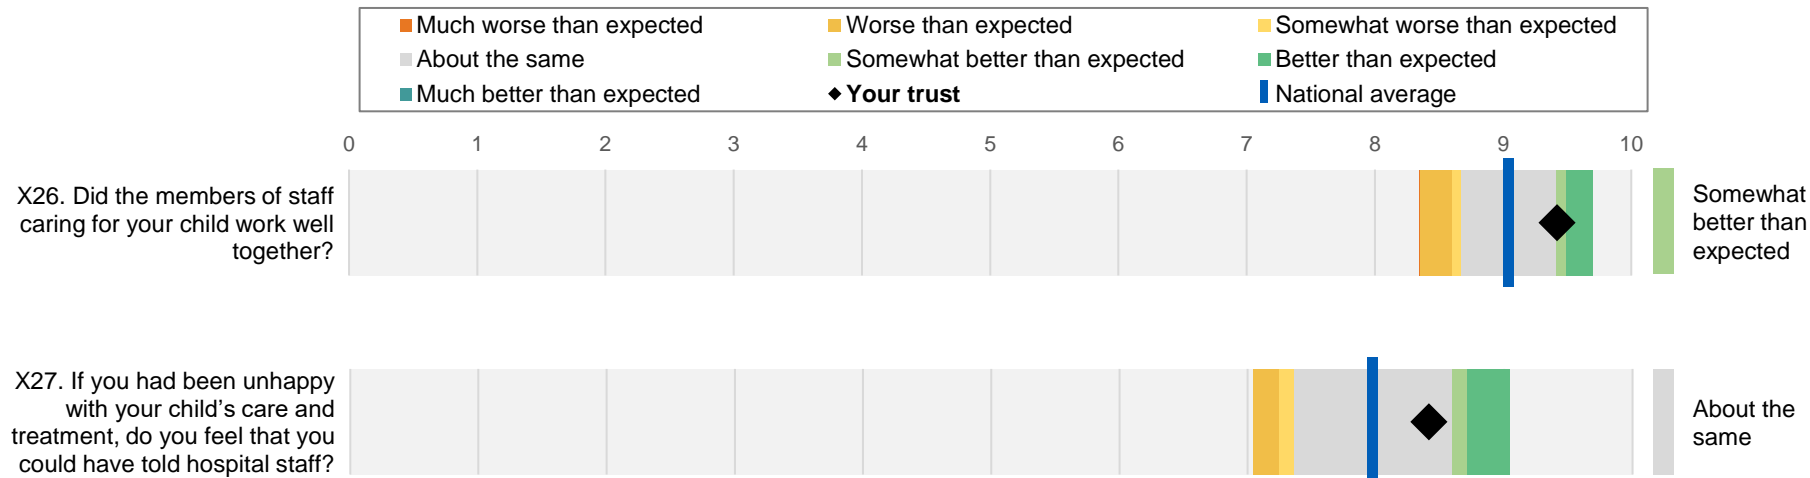 Much worse than expected
Worse than expected
Somewhat worse than expected
About the same
Somewhat better than expected
Better than expected
Much better than expected
Your trust
National average
0 1 2 3 4 5 6 7 8 9 10
X26. Did the members of staff
caring for your child work well
together?
Somewhat
better than
expected
X27. If you had been unhappy
with your child’s care and
treatment, do you feel that you
could have told hospital staff?
About the
same